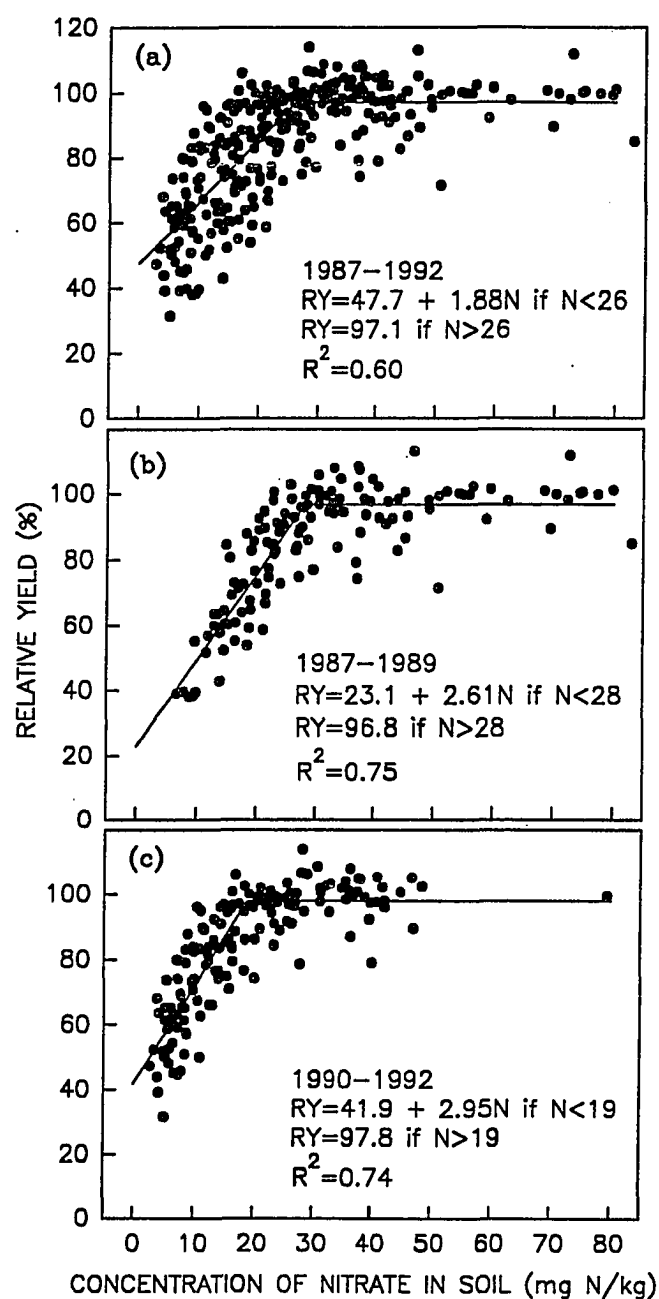 120
100
80
60
40
20
0
(a)
1987-1992
RY=47.7 + 1.88N if N<26
RY=97.1 if N>26
R²=0.60
100
80
60
40
20
0
(b)
1987-1989
RY=23.1 + 2.61N if N<28
RY=96.8 if N>28
R²=0.75
100
80
60
40
20
0
(c)
1990-1992
RY=41.9 + 2.95N if N<19
RY=97.8 if N>19
R²=0.74
RELATIVE YIELD (%)
0 10 20 30 40 50 60 70 80
CONCENTRATION OF NITRATE IN SOIL (mg N/kg)